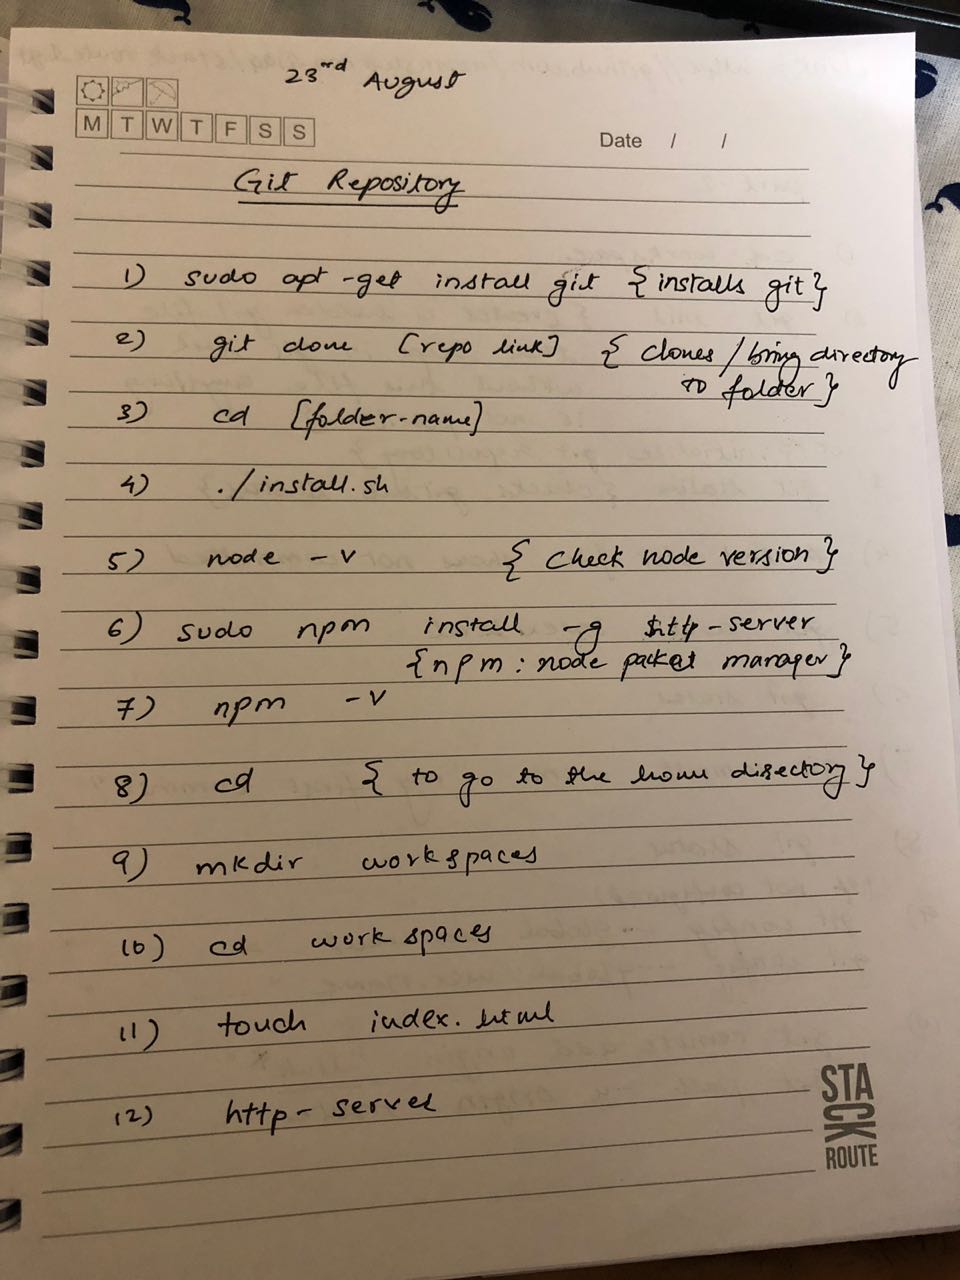 23rd August
M T W T F S S
Date / /
Git Repository
1) sudo apt-get install git { installs git }
2) git clone [repo link] { clones / bring directory
to folder }
3) cd [folder-name]
4) ./install.sh
5) node -v { check node version }
6) sudo npm install -g http-server
{ npm : node packet manager }
7) npm -v
8) cd { to go to the home directory }
9) mkdir workspaces
10) cd workspaces
11) touch index.html
12) http-server
STACK
ROUTE